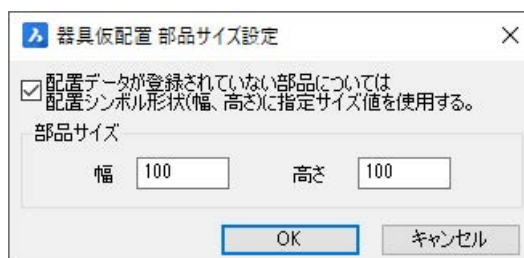 器具仮配置 部品サイズ設定
配置データが登録されていない部品については
配置シンボル形状(幅、高さ)に指定サイズ値を使用する。
部品サイズ
幅 100 高さ 100
OK キャンセル